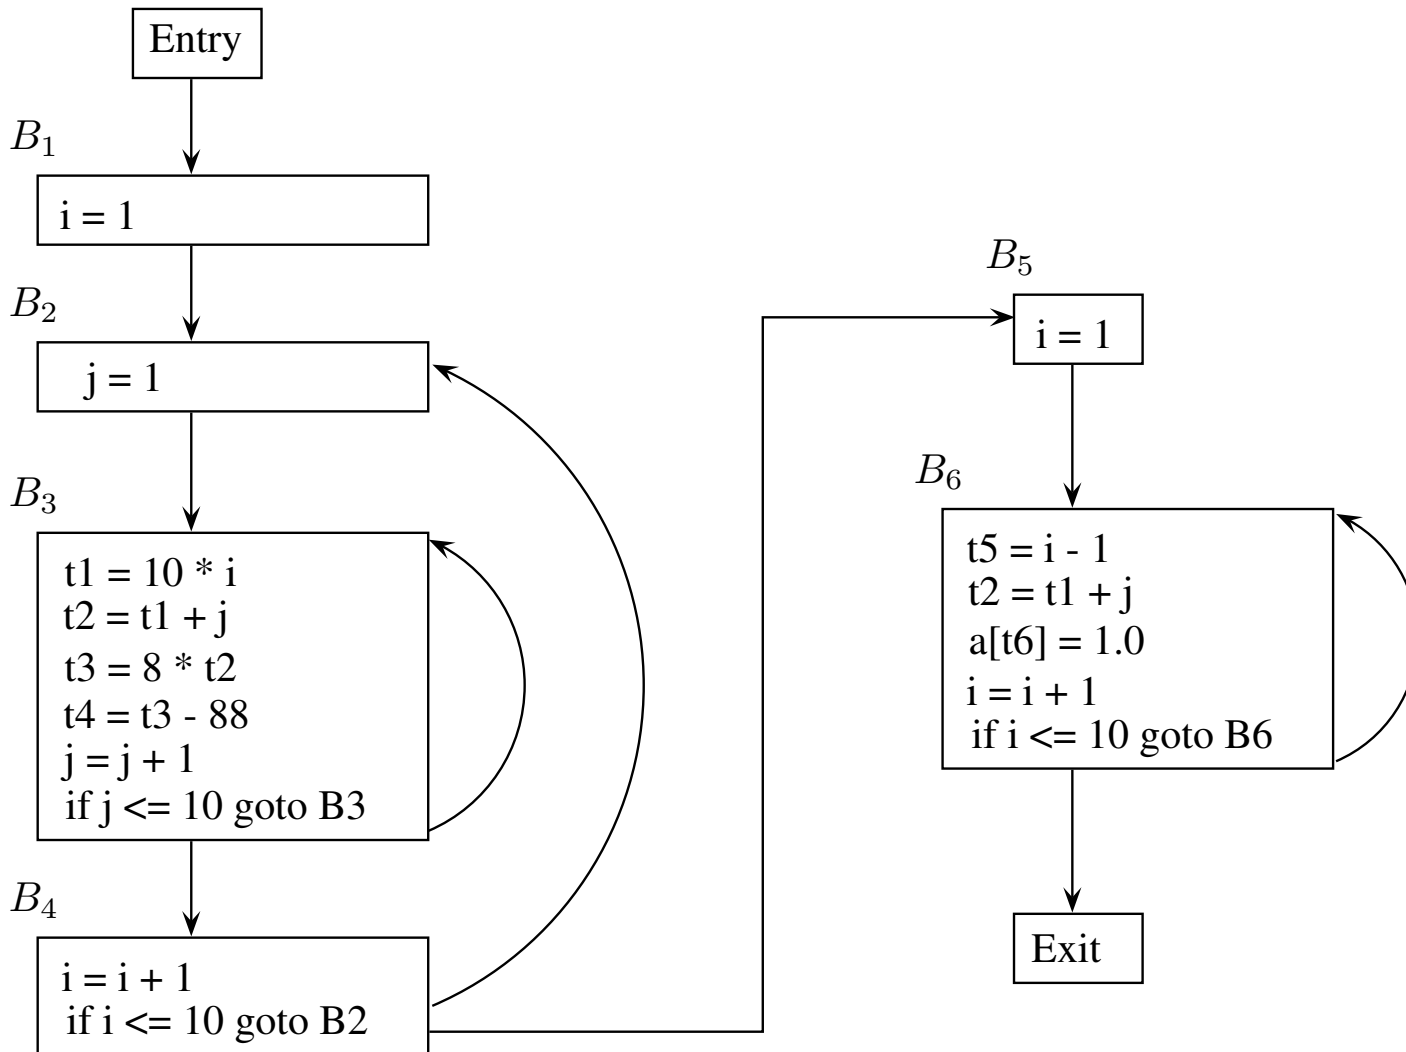 Entry
B₁
i = 1
B₂
j = 1
B₃
t1 = 10 * i
t2 = t1 + j
t3 = 8 * t2
t4 = t3 - 88
j = j + 1
if j <= 10 goto B3
B₄
i = i + 1
if i <= 10 goto B2
B₅
i = 1
B₆
t5 = i - 1
t2 = t1 + j
a[t6] = 1.0
i = i + 1
if i <= 10 goto B6
Exit